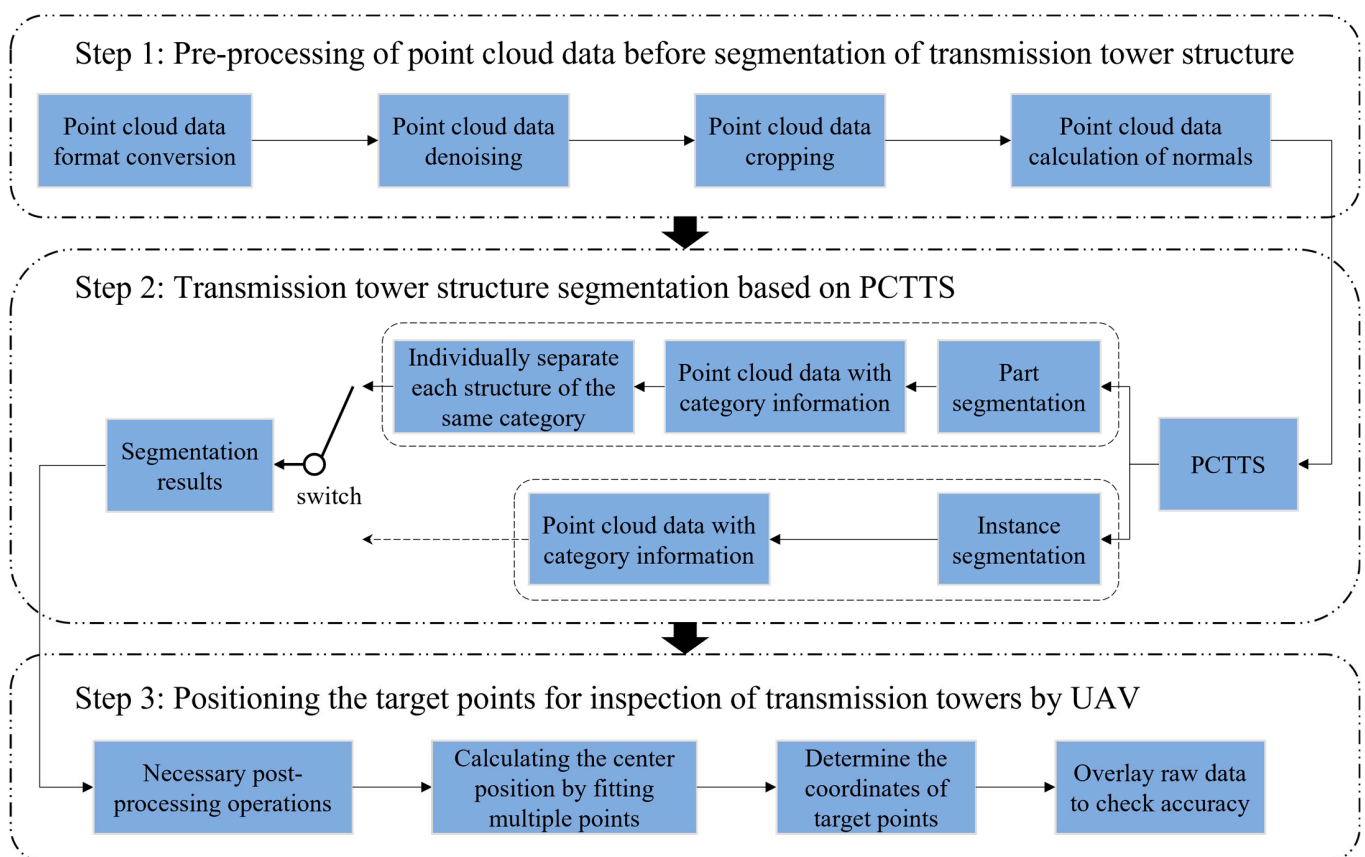 Step 1: Pre-processing of point cloud data before segmentation of transmission tower structure
Point cloud data
format conversion
Point cloud data
denoising
Point cloud data
cropping
Point cloud data
calculation of normals
Step 2: Transmission tower structure segmentation based on PCTTS
Individually separate
each structure of the
same category
Point cloud data with
category information
Part
segmentation
PCTTS
Segmentation
results
switch
Point cloud data with
category information
Instance
segmentation
Step 3: Positioning the target points for inspection of transmission towers by UAV
Necessary post-
processing operations
Calculating the center
position by fitting
multiple points
Determine the
coordinates of
target points
Overlay raw data
to check accuracy